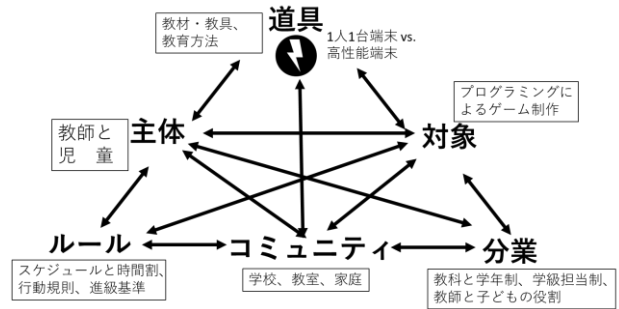 道具
教材・教具、
教育方法
1人1台端末 vs.
高性能端末
主体
教師と
児　童
対象
プログラミングに
よるゲーム制作
ルール
スケジュールと時間割、
行動規則、進級基準
コミュニティ
学校、教室、家庭
分業
教科と学年制、学級担当制、
教師と子どもの役割